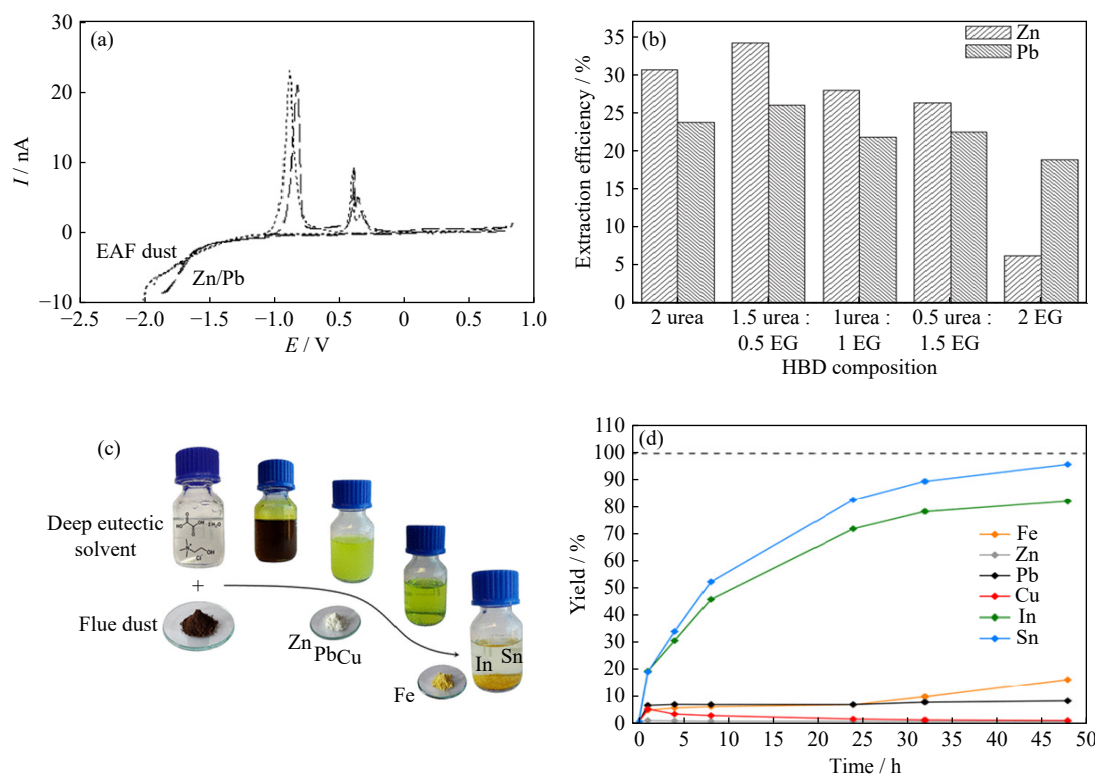 (a)
30
20
10
0
−10
I / nA
EAF dust
Zn/Pb
−2.0 −1.5 −1.0 0.5 0 0.5 1.0
E / V
(b)
Zn
Pb
35
30
25
20
15
10
5
0
Extraction efficiency / %
2 urea
1.5 urea :
0.5 EG
1urea :
1 EG
0.5 urea :
1.5 EG
2 EG
HBD composition
(c)
Deep eutectic
solvent
+
Flue dust
Zn Pb Cu
Fe
In Sn
(d)
110
100
90
80
70
60
50
40
30
20
10
0
Yield / %
Fe
Zn
Pb
Cu
In
Sn
0 5 10 15 20 25 30 35 40 45 50
Time / h